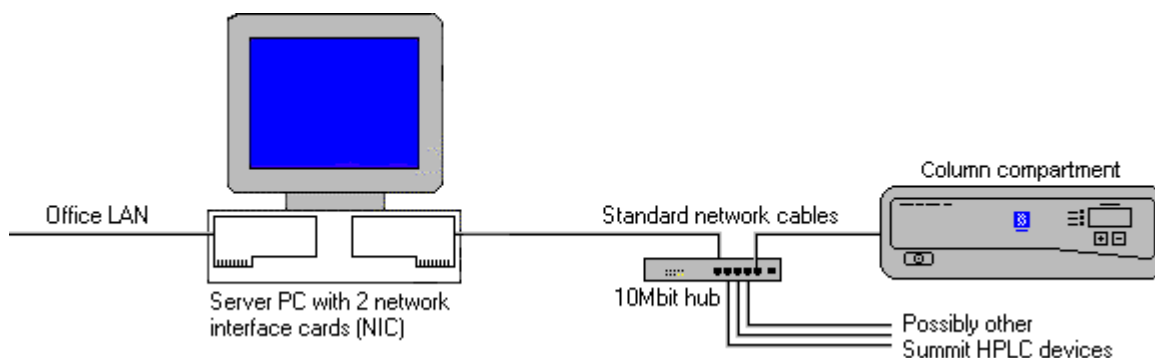 Column compartment
Office LAN
Standard network cables
Server PC with 2 network
interface cards (NIC)
10Mbit hub
Possibly other
Summit HPLC devices